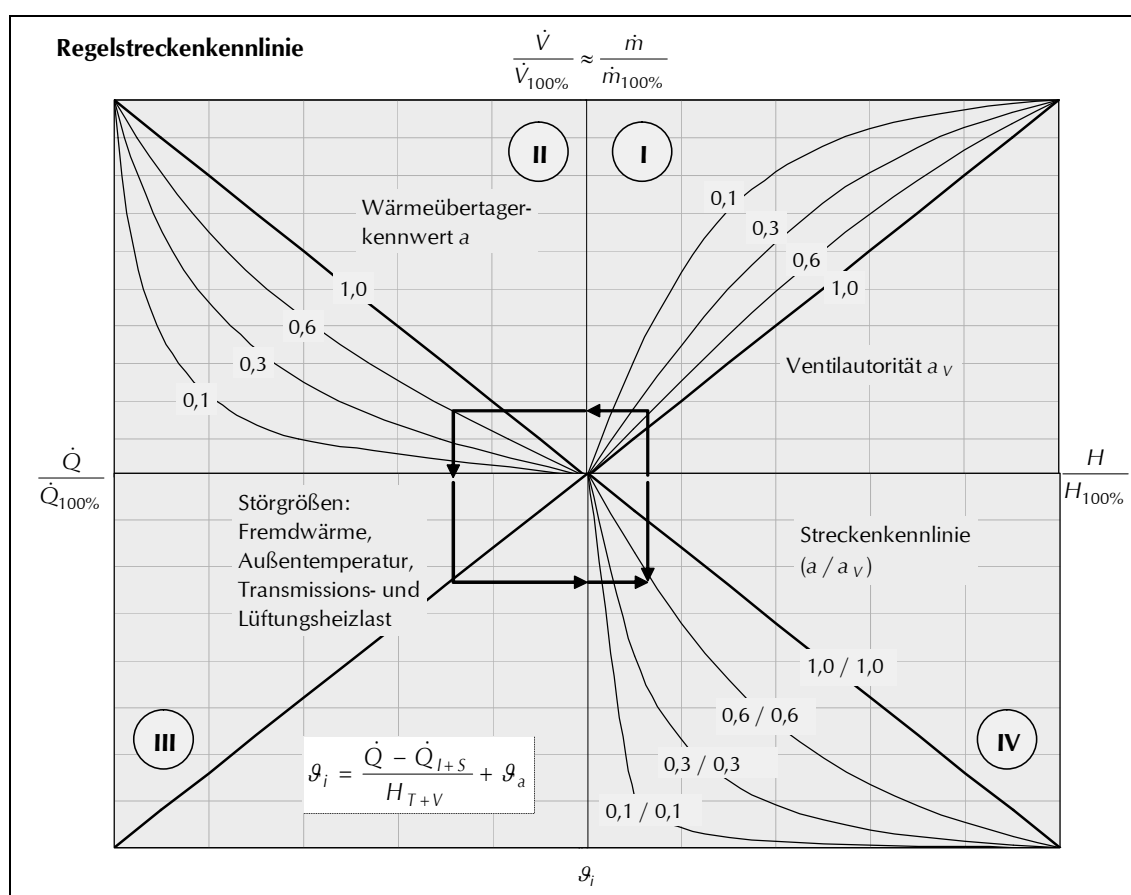 Regelstreckenkennlinie
V̇ / V̇100% ≈ ṁ / ṁ100%
II
I
Wärmeübertager-
kennwert a
0,1
0,3
0,6
1,0
1,0
0,6
0,3
0,1
Ventilautorität a V
Q̇ / Q̇100%
H / H100%
Störgrößen:
Fremdwärme,
Außentemperatur,
Transmissions- und
Lüftungsheizlast
Streckenkennlinie
(a / a V)
1,0 / 1,0
0,6 / 0,6
0,3 / 0,3
0,1 / 0,1
III
IV
ϑi = (Q̇ − Q̇I+S) / HT+V + ϑa
ϑi